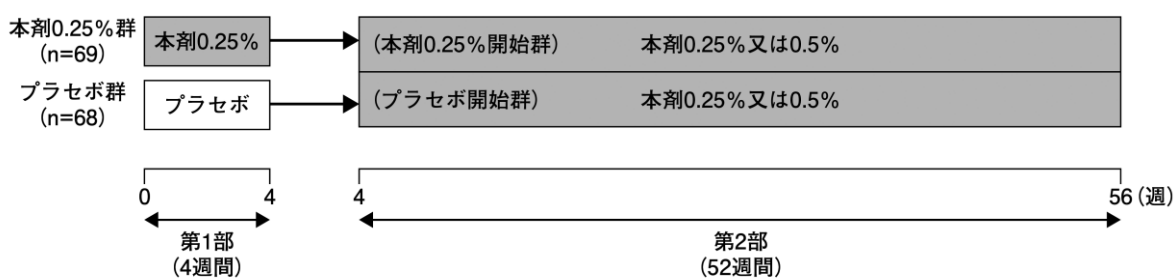 本剤0.25%群
(n=69)
本剤0.25%
(本剤0.25%開始群) 本剤0.25%又は0.5%
プラセボ群
(n=68)
プラセボ
(プラセボ開始群) 本剤0.25%又は0.5%
0 4 4 56(週)
第1部
(4週間)
第2部
(52週間)